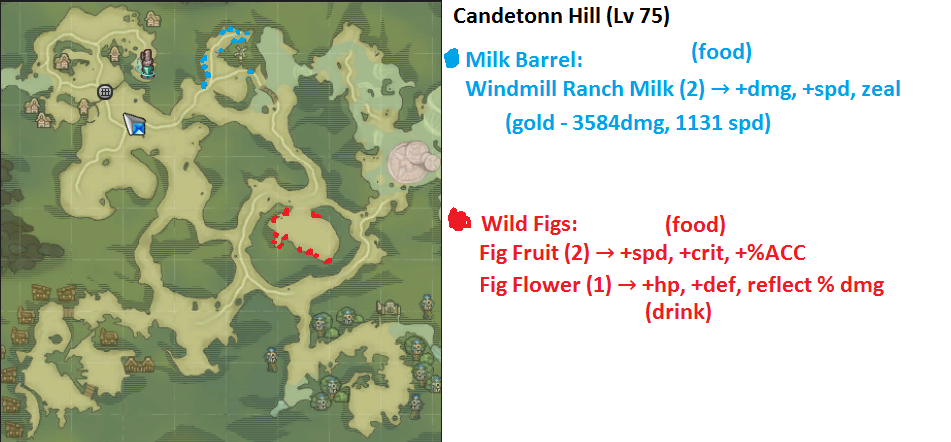 Candetonn Hill (Lv 75)
Milk Barrel: (food)
Windmill Ranch Milk (2) → +dmg, +spd, zeal
(gold - 3584dmg, 1131 spd)
Wild Figs: (food)
Fig Fruit (2) → +spd, +crit, +%ACC
Fig Flower (1) → +hp, +def, reflect % dmg
(drink)